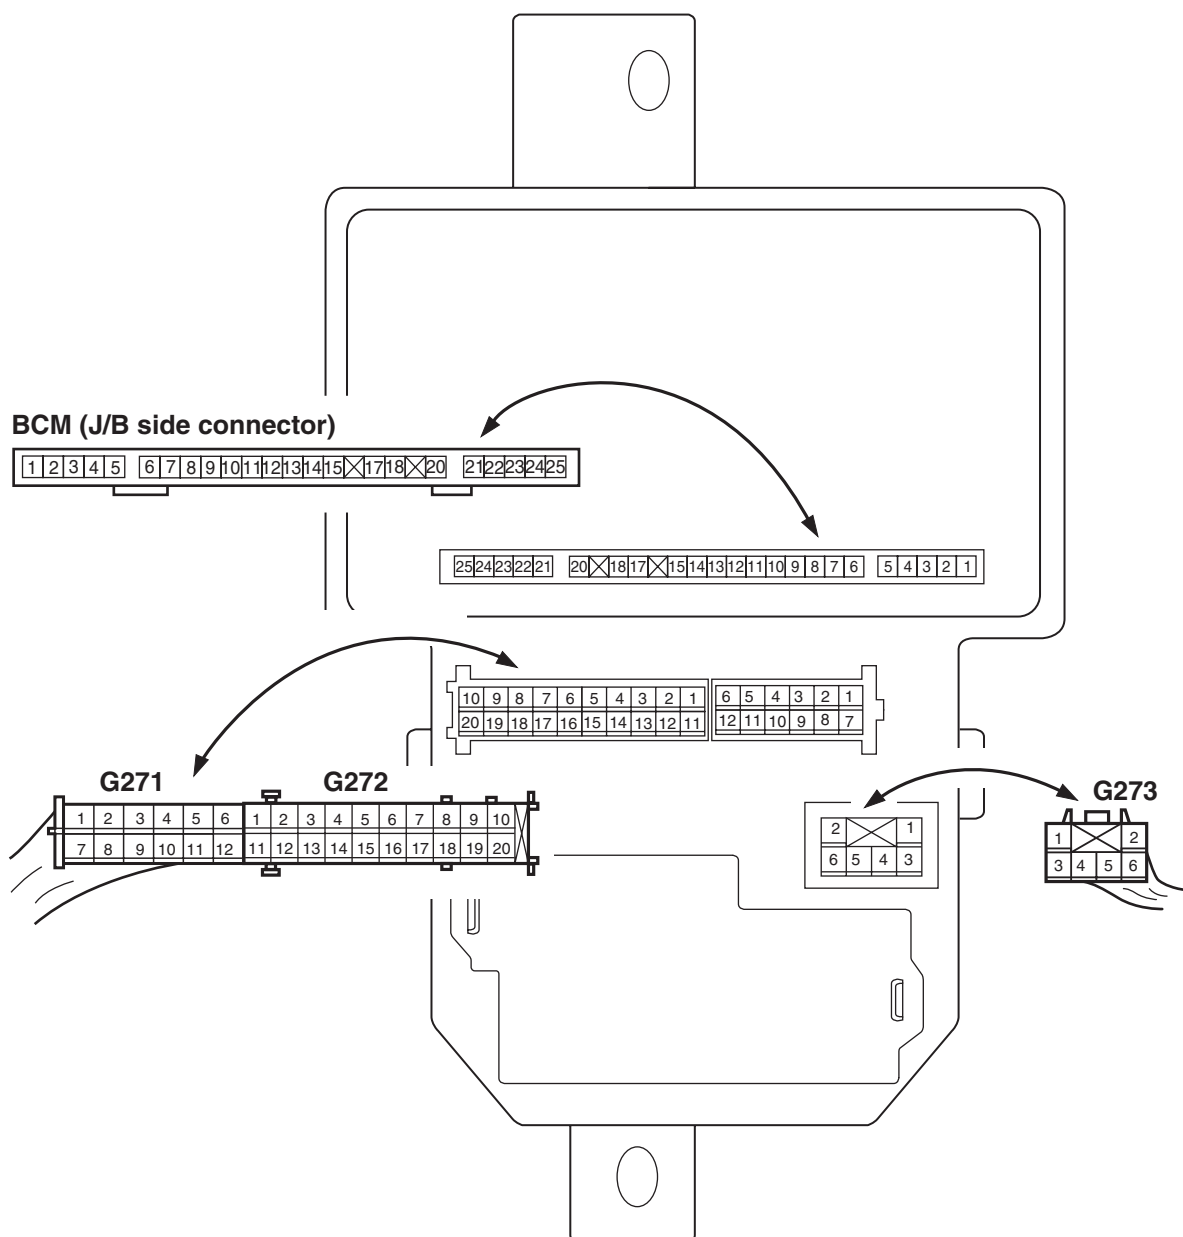 BCM (J/B side connector)
1 2 3 4 5 6 7 8 9 10 11 12 13 14 15 17 18 20 21 22 23 24 25
25 24 23 22 21 20 18 17 15 14 13 12 11 10 9 8 7 6 5 4 3 2 1
10 9 8 7 6 5 4 3 2 1 6 5 4 3 2 1
20 19 18 17 16 15 14 13 12 11 12 11 10 9 8 7
G271 G272
1 2 3 4 5 6 1 2 3 4 5 6 7 8 9 10
7 8 9 10 11 12 11 12 13 14 15 16 17 18 19 20
2 1
6 5 4 3
G273
1 2
3 4 5 6